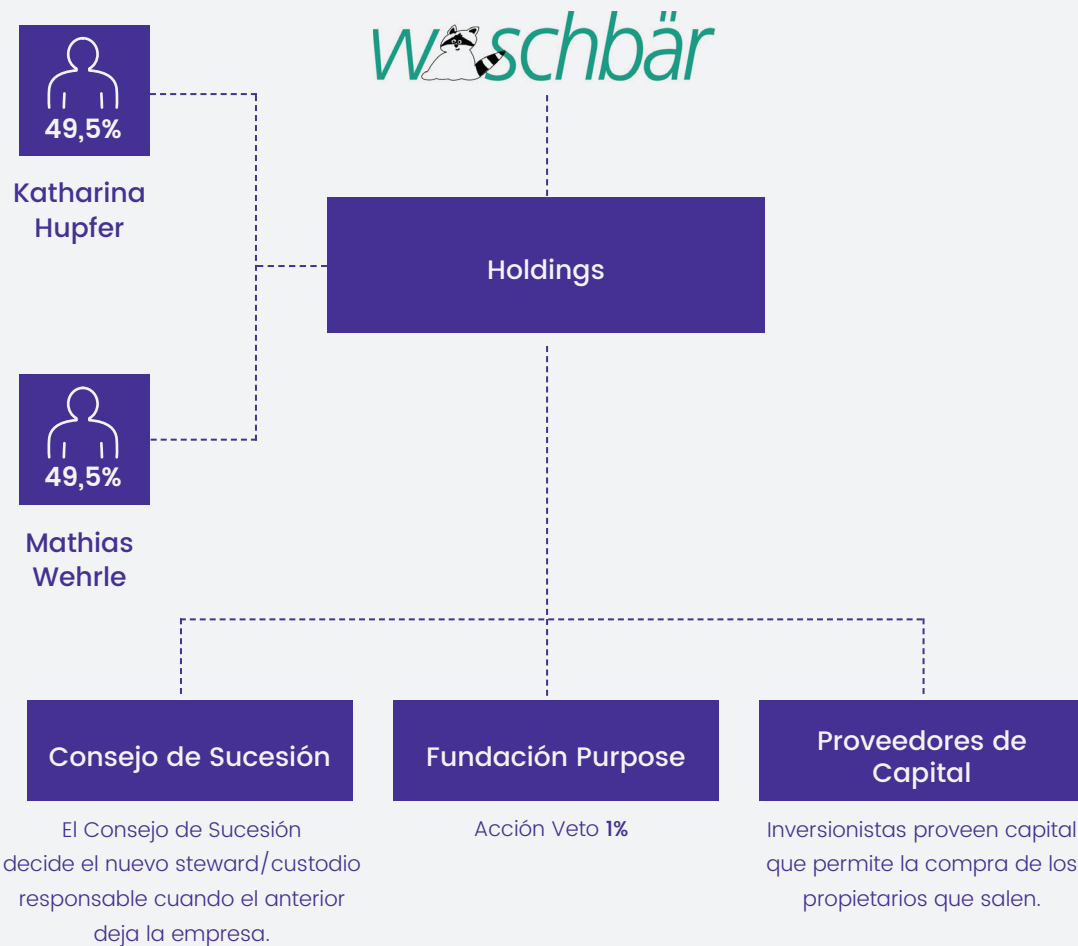 waschbär
49,5%
Katharina
Hupfer
Holdings
49,5%
Mathias
Wehrle
Consejo de Sucesión
El Consejo de Sucesión
decide el nuevo steward/custodio
responsable cuando el anterior
deja la empresa.
Fundación Purpose
Acción Veto 1%
Proveedores de
Capital
Inversionistas proveen capital
que permite la compra de los
propietarios que salen.